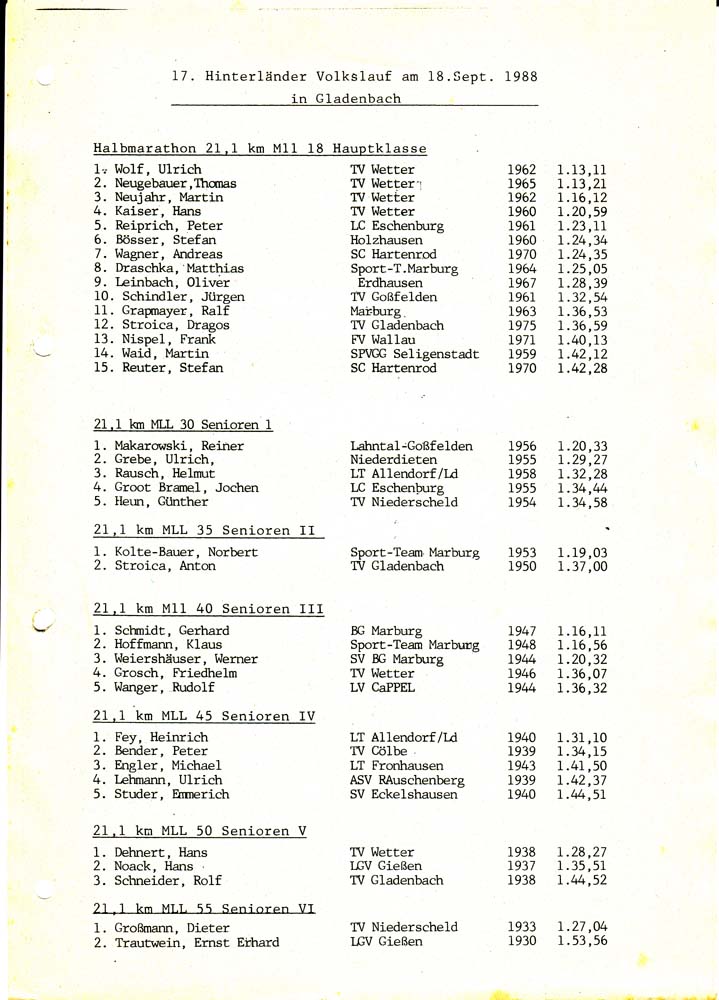 17. Hinterländer Volkslauf am 18.Sept. 1988
in Gladenbach
Halbmarathon 21,1 km Mll 18 Hauptklasse
1. Wolf, Ulrich TV Wetter 1962 1.13,11
2. Neugebauer,Thomas TV Wetter 1965 1.13,21
3. Neujahr, Martin TV Wetter 1962 1.16,12
4. Kaiser, Hans TV Wetter 1960 1.20,59
5. Reiprich, Peter LC Eschenburg 1961 1.23,11
6. Bösser, Stefan Holzhausen 1960 1.24,34
7. Wagner, Andreas SC Hartenrod 1970 1.24,35
8. Draschka, Matthias Sport-T.Marburg 1964 1.25,05
9. Leinbach, Oliver Erdhausen 1967 1.28,39
10. Schindler, Jürgen TV Goßfelden 1961 1.32,54
11. Grapmayer, Ralf Marburg 1963 1.36,53
12. Stroica, Dragos TV Gladenbach 1975 1.36,59
13. Nispel, Frank FV Wallau 1971 1.40,13
14. Waid, Martin SPVGG Seligenstadt 1959 1.42,12
15. Reuter, Stefan SC Hartenrod 1970 1.42,28
21,1 km MLL 30 Senioren 1
1. Makarowski, Reiner Lahntal-Goßfelden 1956 1.20,33
2. Grebe, Ulrich, Niederdieten 1955 1.29,27
3. Rausch, Helmut LT Allendorf/Ld 1958 1.32,28
4. Groot Bramel, Jochen LC Eschenburg 1955 1.34,44
5. Heun, Günther TV Niederscheld 1954 1.34,58
21,1 km MLL 35 Senioren II
1. Kolte-Bauer, Norbert Sport-Team Marburg 1953 1.19,03
2. Stroica, Anton TV Gladenbach 1950 1.37,00
21,1 km Mll 40 Senioren III
1. Schmidt, Gerhard BG Marburg 1947 1.16,11
2. Hoffmann, Klaus Sport-Team Marburg 1948 1.16,56
3. Weiershäuser, Werner SV BG Marburg 1944 1.20,32
4. Grosch, Friedhelm TV Wetter 1946 1.36,07
5. Wanger, Rudolf LV CaPPEL 1944 1.36,32
21,1 km MLL 45 Senioren IV
1. Fey, Heinrich LT Allendorf/Ld 1940 1.31,10
2. Bender, Peter TV Cölbe 1939 1.34,15
3. Engler, Michael LT Fronhausen 1943 1.41,50
4. Lehmann, Ulrich ASV RAuschenberg 1939 1.42,37
5. Studer, Emmerich SV Eckelshausen 1940 1.44,51
21,1 km MLL 50 Senioren V
1. Dehnert, Hans TV Wetter 1938 1.28,27
2. Noack, Hans LGV Gießen 1937 1.35,51
3. Schneider, Rolf TV Gladenbach 1938 1.44,52
21,1 km MLL 55 Senioren VI
1. Großmann, Dieter TV Niederscheld 1933 1.27,04
2. Trautwein, Ernst Erhard LGV Gießen 1930 1.53,56